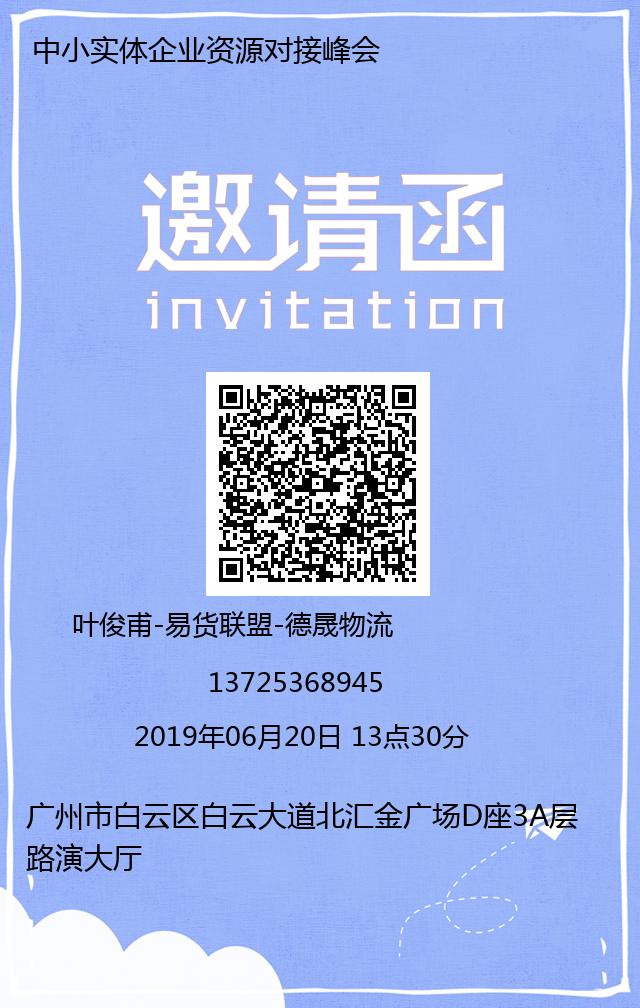 中小实体企业资源对接峰会
邀请函
invitation
叶俊甫-易货联盟-德晟物流
13725368945
2019年06月20日 13点30分
广州市白云区白云大道北汇金广场D座3A层
路演大厅